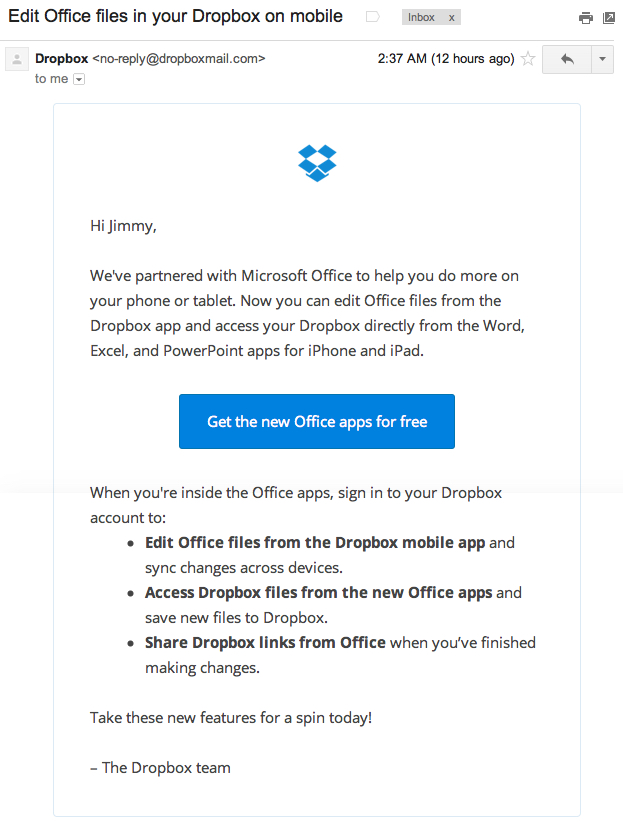 Edit Office files in your Dropbox on mobile
Inbox x
Dropbox <no-reply@dropboxmail.com>
2:37 AM (12 hours ago)
to me
Hi Jimmy,
We've partnered with Microsoft Office to help you do more on
your phone or tablet. Now you can edit Office files from the
Dropbox app and access your Dropbox directly from the Word,
Excel, and PowerPoint apps for iPhone and iPad.
Get the new Office apps for free
When you're inside the Office apps, sign in to your Dropbox
account to:
• Edit Office files from the Dropbox mobile app and
sync changes across devices.
• Access Dropbox files from the new Office apps and
save new files to Dropbox.
• Share Dropbox links from Office when you’ve finished
making changes.
Take these new features for a spin today!
– The Dropbox team